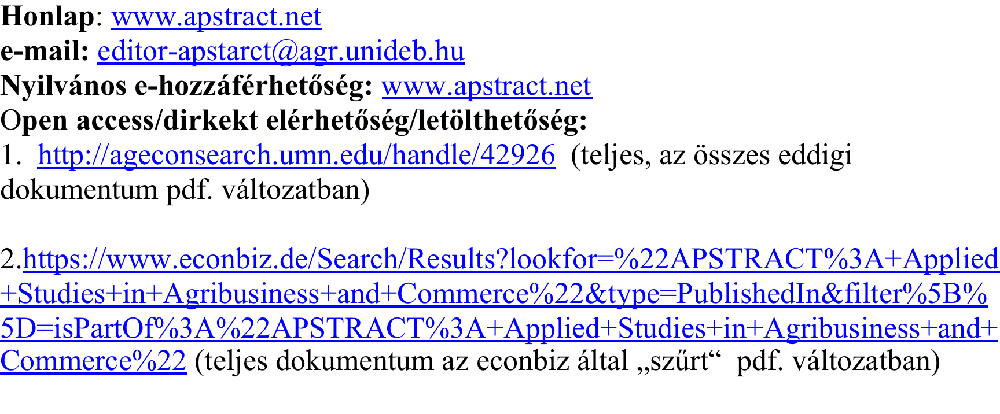 Honlap: www.apstract.net
e-mail: editor-apstarct@agr.unideb.hu
Nyilvános e-hozzáférhetőség: www.apstract.net
Open access/dirkekt elérhetőség/letölthetőség:
1.  http://ageconsearch.umn.edu/handle/42926  (teljes, az összes eddigi
dokumentum pdf. változatban)
2.https://www.econbiz.de/Search/Results?lookfor=%22APSTRACT%3A+Applied
+Studies+in+Agribusiness+and+Commerce%22&type=PublishedIn&filter%5B%
5D=isPartOf%3A%22APSTRACT%3A+Applied+Studies+in+Agribusiness+and+
Commerce%22 (teljes dokumentum az econbiz által „szűrt“  pdf. változatban)